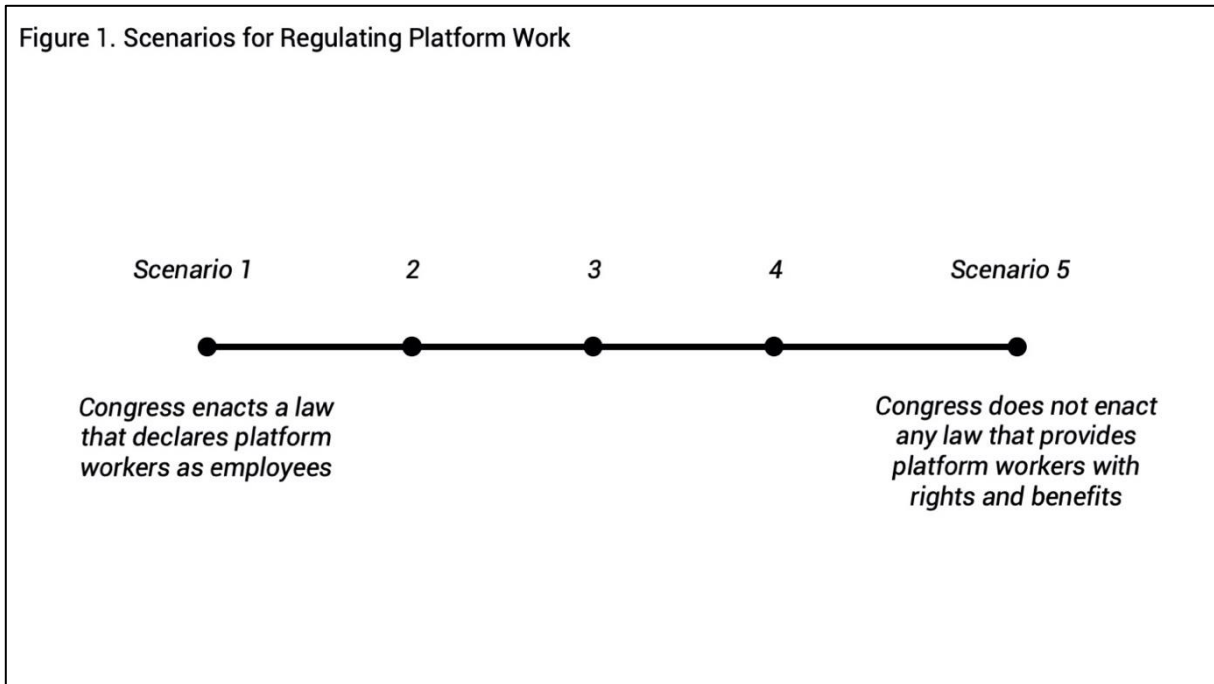 Figure 1. Scenarios for Regulating Platform Work
Scenario 1 2 3 4 Scenario 5
Congress enacts a law
that declares platform
workers as employees
Congress does not enact
any law that provides
platform workers with
rights and benefits